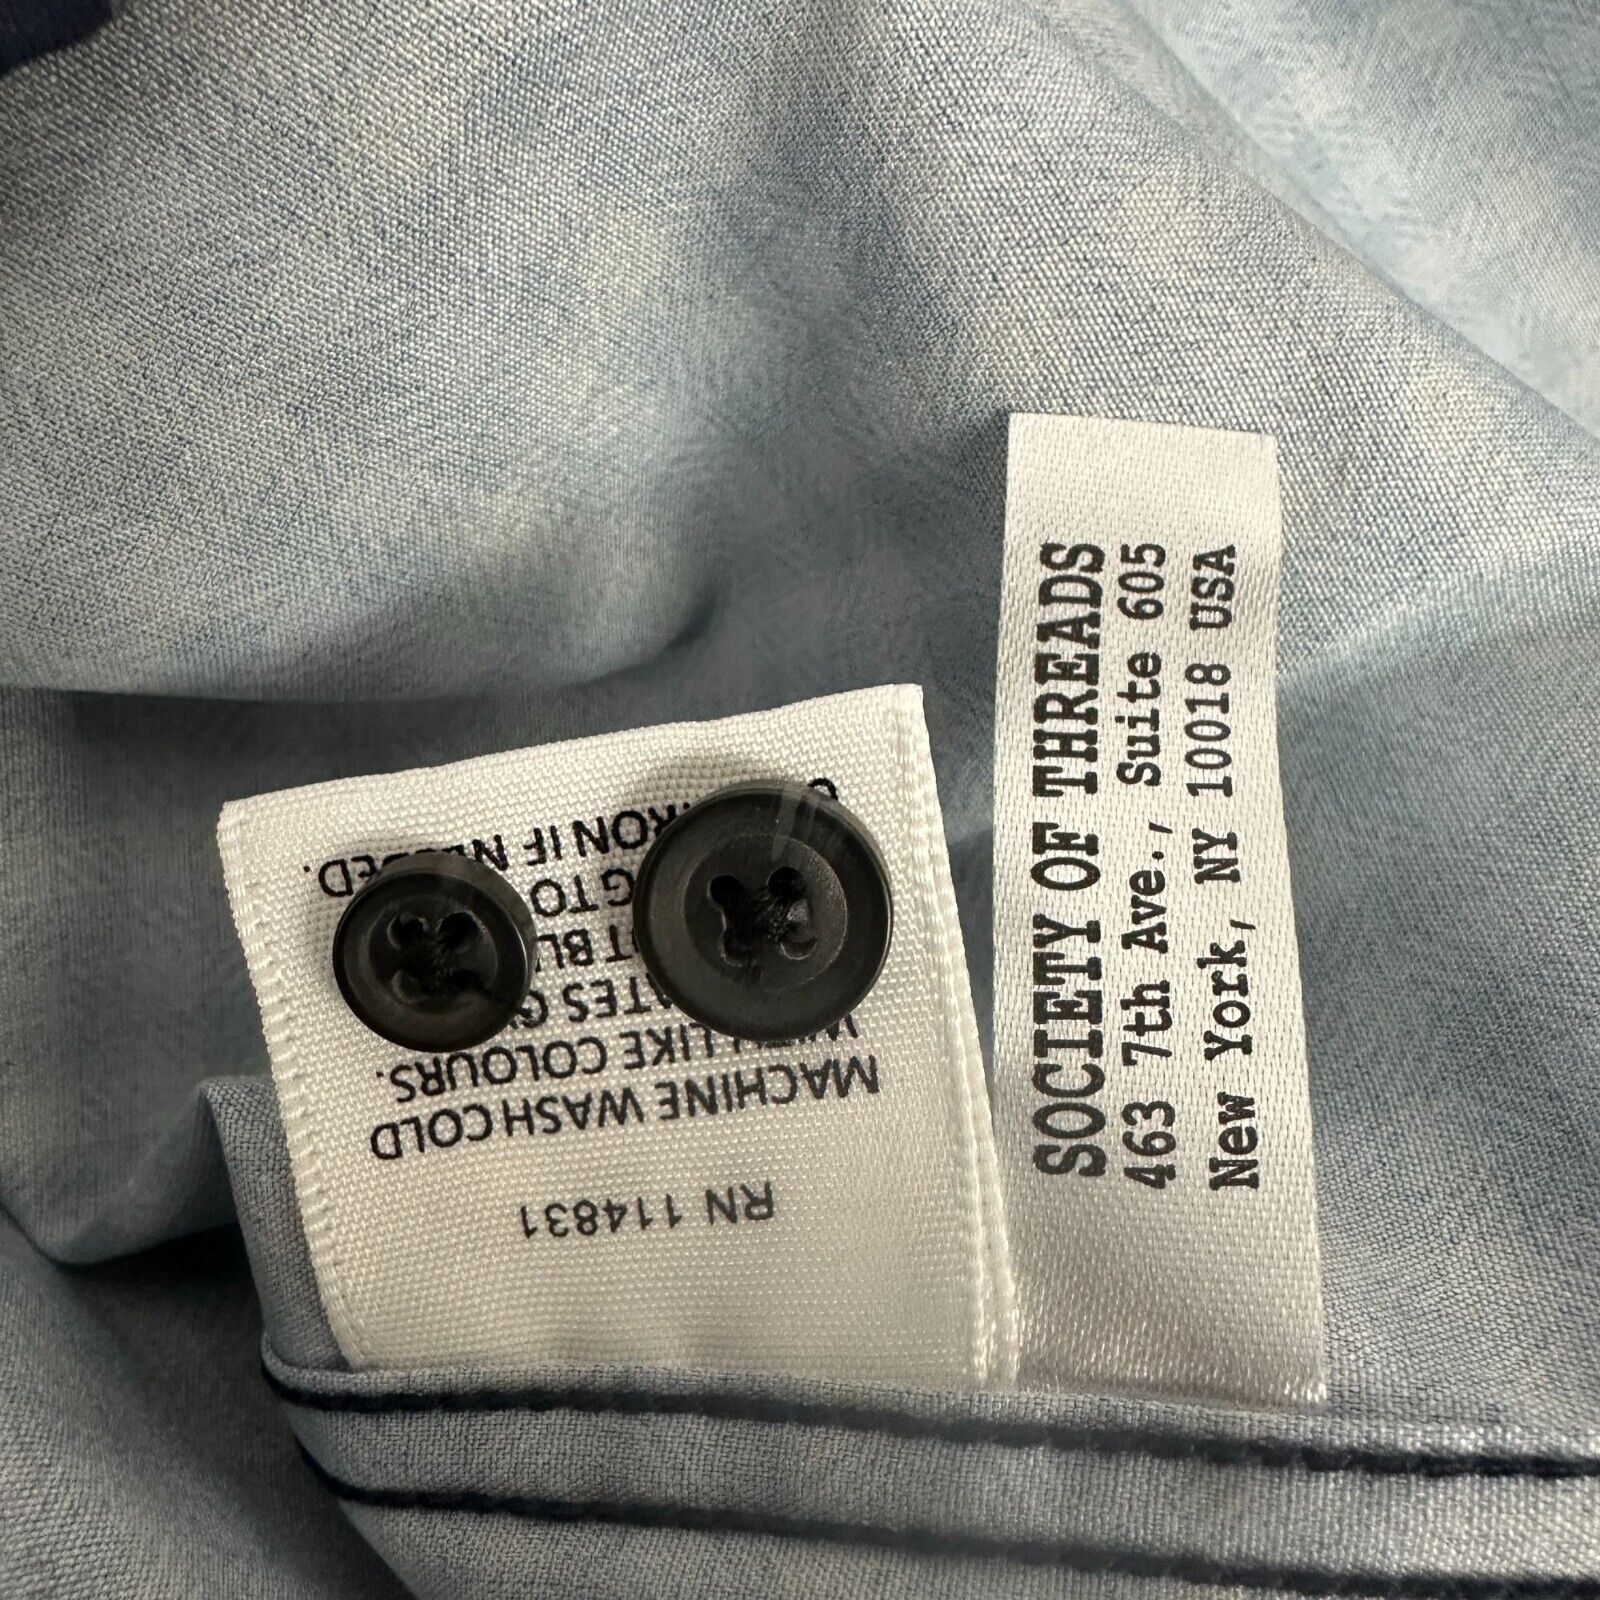 SOCIETY OF THREADS
463 7th Ave., Suite 605
New York, NY 10018 USA
RN 114831
MACHINE WASH COLD
WITH LIKE COLOURS.
IRON IF NEEDED.